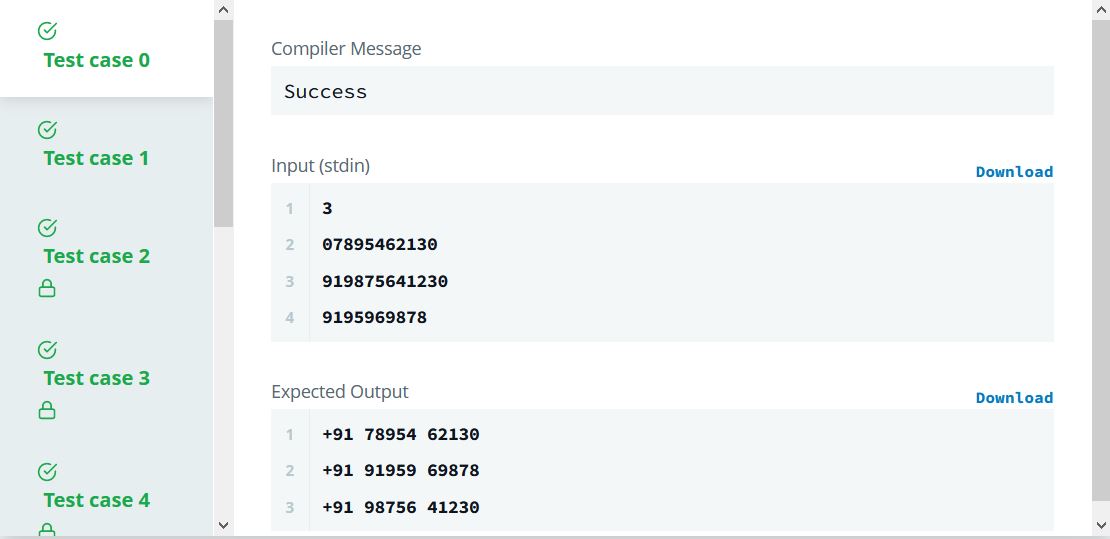 Test case 0
Test case 1
Test case 2
Test case 3
Test case 4
Compiler Message
Success
Input (stdin)
Download
1 3
2 07895462130
3 919875641230
4 9195969878
Expected Output
Download
1 +91 78954 62130
2 +91 91959 69878
3 +91 98756 41230